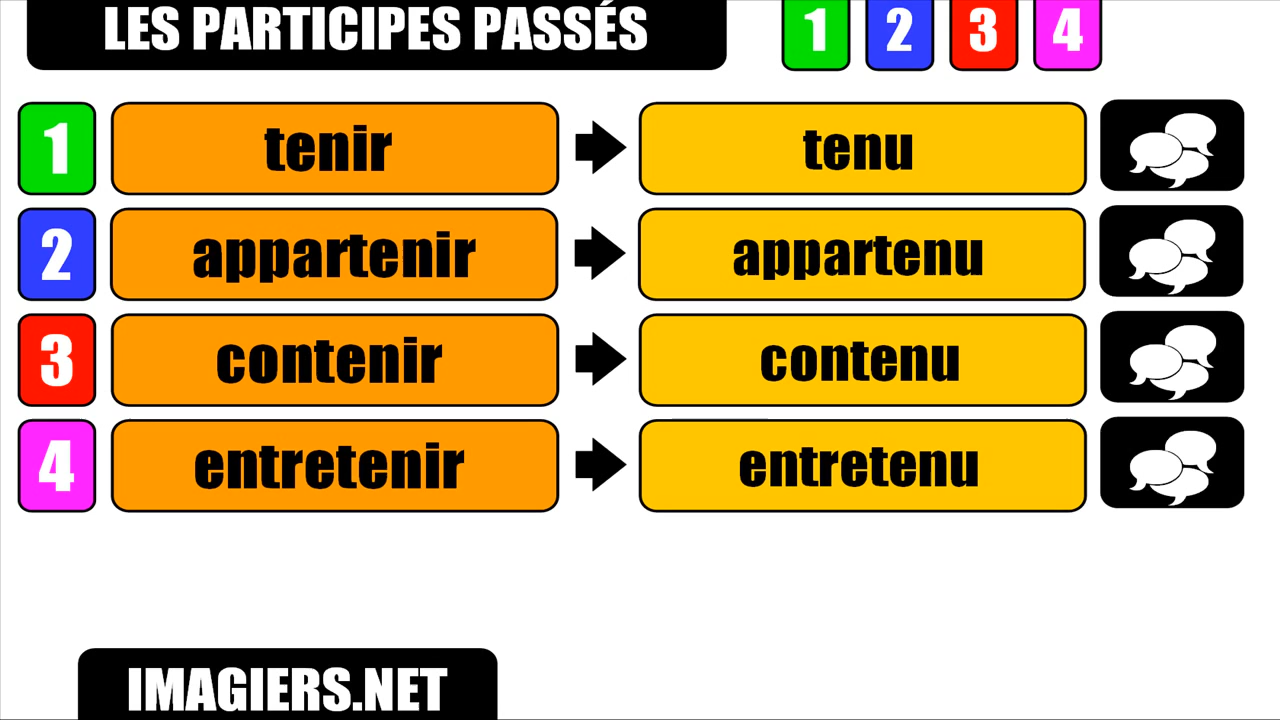 LES PARTICIPES PASSÉS 1 2 3 4
1 tenir tenu
2 appartenir appartenu
3 contenir contenu
4 entretenir entretenu
IMAGIERS.NET